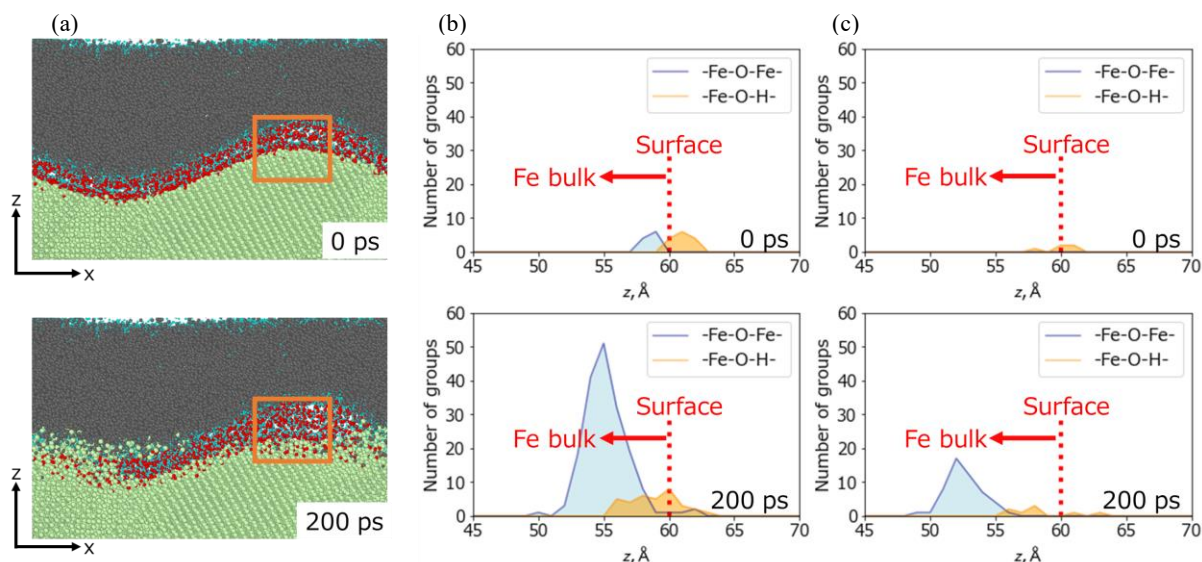 (a)
z
x
0 ps
z
x
200 ps
(b)
Number of groups
60
50
40
30
20
10
0
-Fe-O-Fe-
-Fe-O-H-
Surface
Fe bulk
0 ps
45 50 55 60 65 70
z, Å
Number of groups
60
50
40
30
20
10
0
-Fe-O-Fe-
-Fe-O-H-
Surface
Fe bulk
200 ps
45 50 55 60 65 70
z, Å
(c)
Number of groups
60
50
40
30
20
10
0
-Fe-O-Fe-
-Fe-O-H-
Surface
Fe bulk
0 ps
45 50 55 60 65 70
z, Å
Number of groups
60
50
40
30
20
10
0
-Fe-O-Fe-
-Fe-O-H-
Surface
Fe bulk
200 ps
45 50 55 60 65 70
z, Å